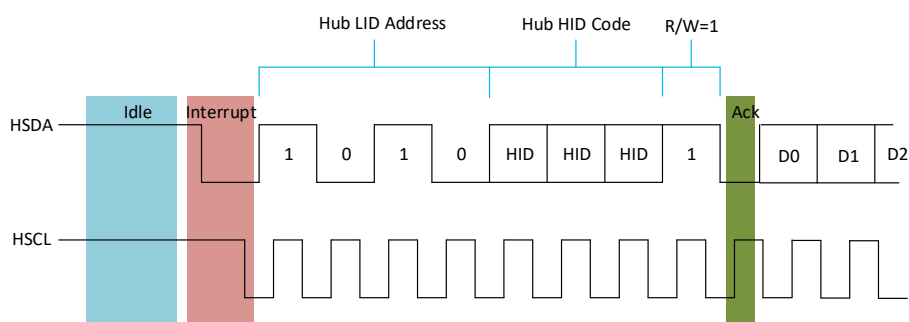 Hub LID Address Hub HID Code R/W=1
Idle Interrupt Ack
HSDA 1 0 1 0 HID HID HID 1 D0 D1 D2
HSCL